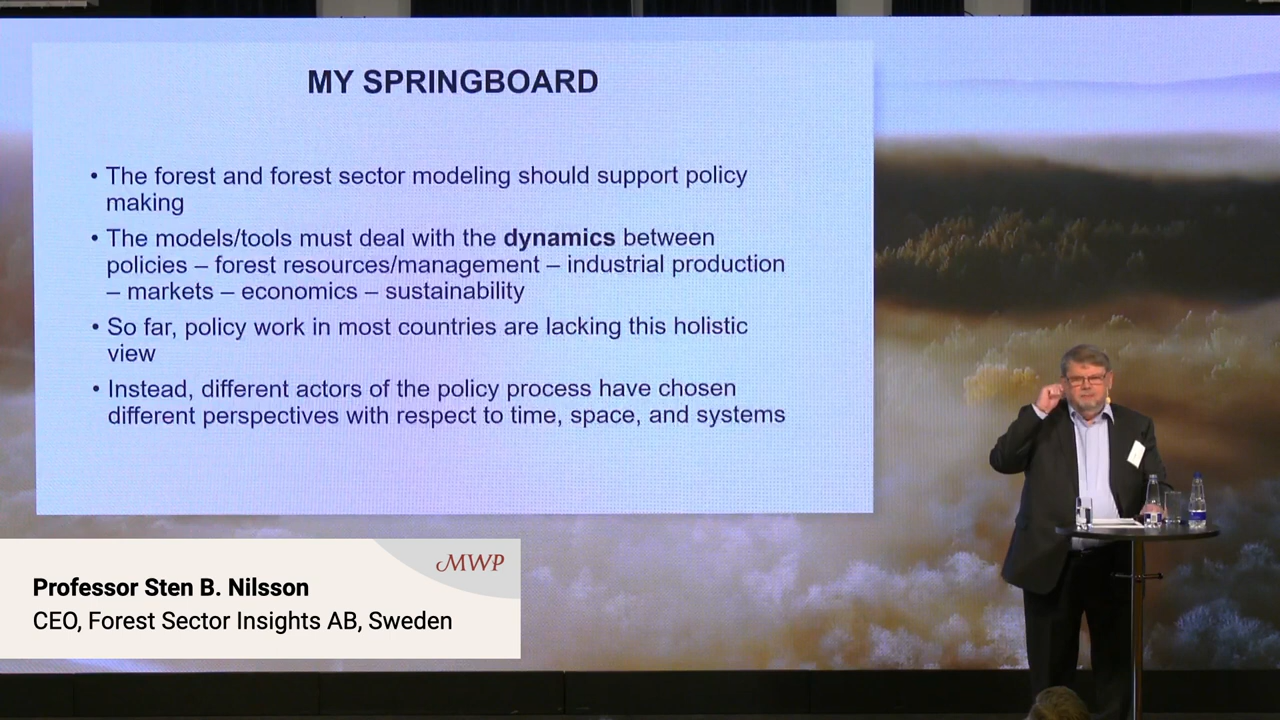 MY SPRINGBOARD
• The forest and forest sector modeling should support policy
making
• The models/tools must deal with the dynamics between
policies – forest resources/management – industrial production
– markets – economics – sustainability
• So far, policy work in most countries are lacking this holistic
view
• Instead, different actors of the policy process have chosen
different perspectives with respect to time, space, and systems
MWP
Professor Sten B. Nilsson
CEO, Forest Sector Insights AB, Sweden